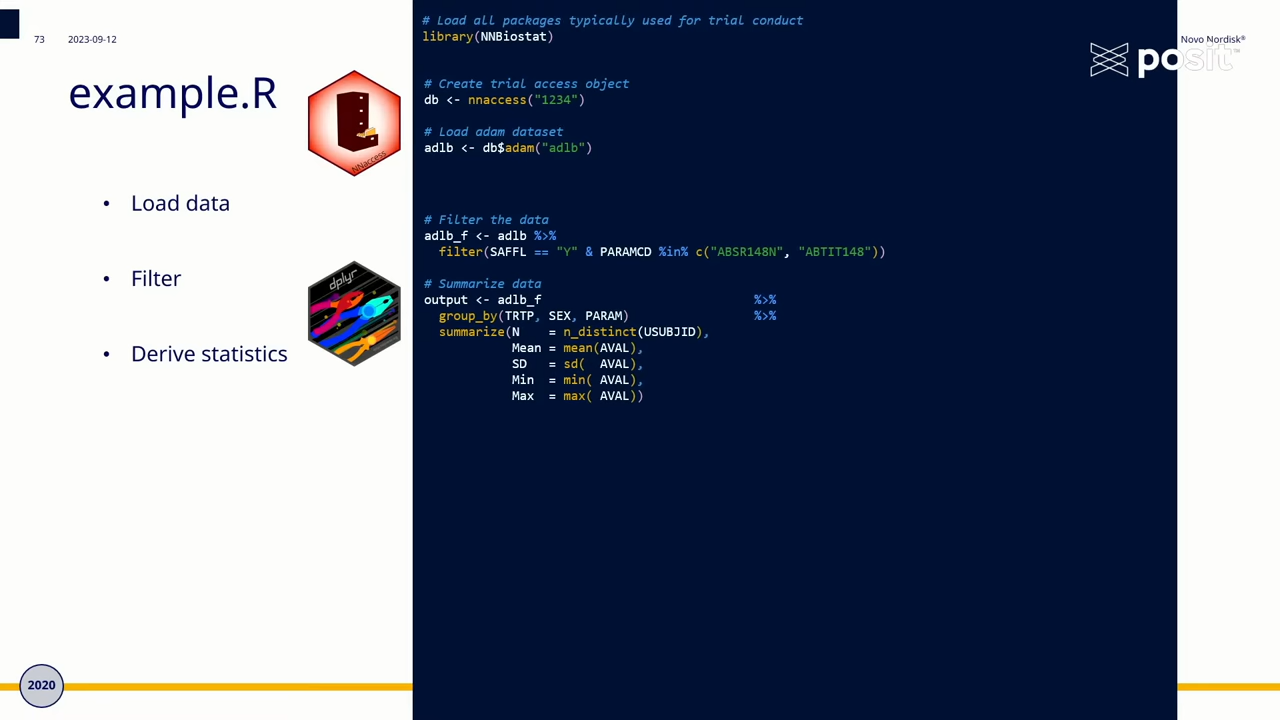 73 2023-09-12
Novo Nordisk®
posit™
example.R
NNaccess
• Load data
• Filter
dplyr
• Derive statistics
# Load all packages typically used for trial conduct
library(NNBiostat)
# Create trial access object
db <- nnaccess("1234")
# Load adam dataset
adlb <- db$adam("adlb")
# Filter the data
adlb_f <- adlb %>%
  filter(SAFFL == "Y" & PARAMCD %in% c("ABSR148N", "ABTIT148"))
# Summarize data
output <- adlb_f                             %>%
  group_by(TRTP, SEX, PARAM)                 %>%
  summarize(N    = n_distinct(USUBJID),
            Mean = mean(AVAL),
            SD   = sd(  AVAL),
            Min  = min( AVAL),
            Max  = max( AVAL))
2020